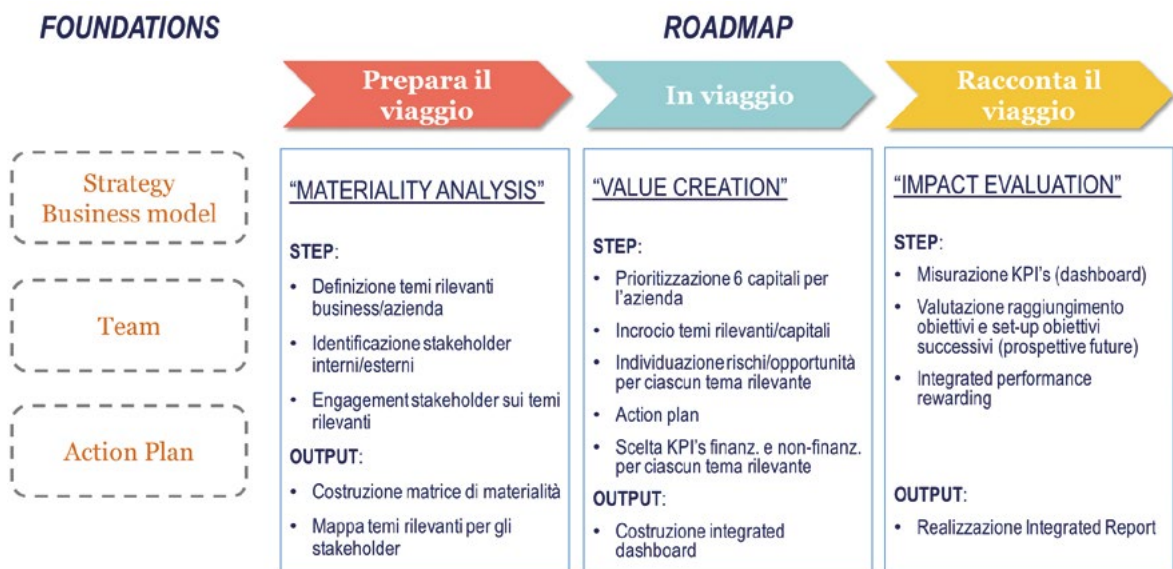 FOUNDATIONS
ROADMAP
Prepara il
viaggio
In viaggio
Racconta il
viaggio
Strategy
Business model
Team
Action Plan
“MATERIALITY ANALYSIS”
STEP:
• Definizione temi rilevanti
business/azienda
• Identificazione stakeholder
interni/esterni
• Engagement stakeholder sui temi
rilevanti
OUTPUT:
• Costruzione matrice di materialità
• Mappa temi rilevanti per gli
stakeholder
“VALUE CREATION”
STEP:
• Prioritizzazione 6 capitali per
l’azienda
• Incrocio temi rilevanti/capitali
• Individuazione rischi/opportunità
per ciascun tema rilevante
• Action plan
• Scelta KPI’s finanz. e non-finanz.
per ciascun tema rilevante
OUTPUT:
• Costruzione integrated
dashboard
“IMPACT EVALUATION”
STEP:
• Misurazione KPI’s (dashboard)
• Valutazione raggiungimento
obiettivi e set-up obiettivi
successivi (prospettive future)
• Integrated performance
rewarding
OUTPUT:
• Realizzazione Integrated Report